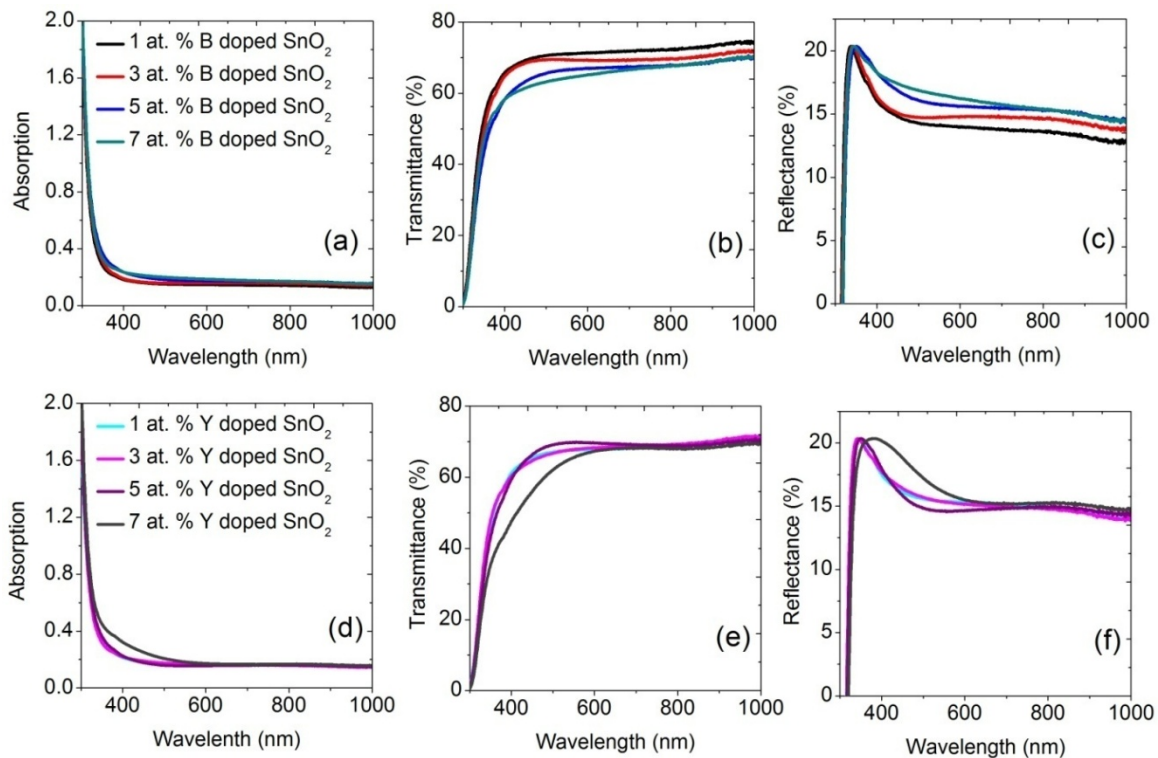 2.0
1.6
1.2
0.8
0.4
0.0
Absorption
1 at. % B doped SnO₂
3 at. % B doped SnO₂
5 at. % B doped SnO₂
7 at. % B doped SnO₂
(a)
400 600 800 1000
Wavelength (nm)
80
60
40
20
0
Transmittance (%)
(b)
400 600 800 1000
Wavelength (nm)
20
15
10
5
0
Reflectance (%)
(c)
400 600 800 1000
Wavelength (nm)
2.0
1.6
1.2
0.8
0.4
0.0
Absorption
1 at. % Y doped SnO₂
3 at. % Y doped SnO₂
5 at. % Y doped SnO₂
7 at. % Y doped SnO₂
(d)
400 600 800 1000
Wavelenth (nm)
80
60
40
20
0
Transmittance (%)
(e)
400 600 800 1000
Wavelength (nm)
20
15
10
5
0
Reflectance (%)
(f)
400 600 800 1000
Wavelength (nm)